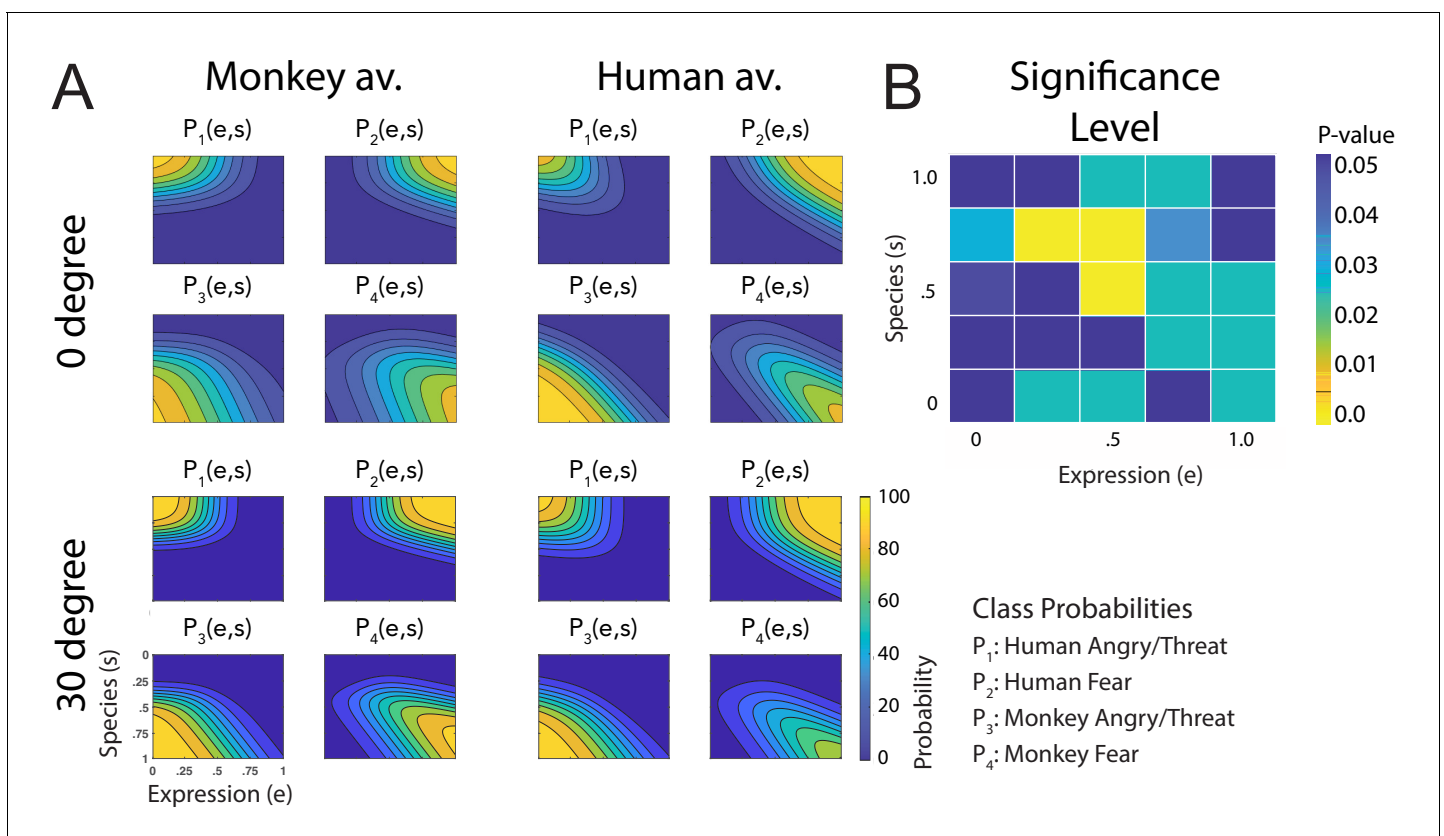 A
Monkey av.
Human av.
B
Significance
Level
0 degree
P1(e,s)
P2(e,s)
P1(e,s)
P2(e,s)
P3(e,s)
P4(e,s)
P3(e,s)
P4(e,s)
30 degree
P1(e,s)
P2(e,s)
P1(e,s)
P2(e,s)
P3(e,s)
P4(e,s)
P3(e,s)
P4(e,s)
Species (s)
0
.25
.5
.75
1
0 .25 .5 .75 1
Expression (e)
100
80
60
40
20
0
Probability
Species (s)
1.0
.5
0
0 .5 1.0
Expression (e)
P-value
0.05
0.04
0.03
0.02
0.01
0.0
Class Probabilities
P1: Human Angry/Threat
P2: Human Fear
P3: Monkey Angry/Threat
P4: Monkey Fear